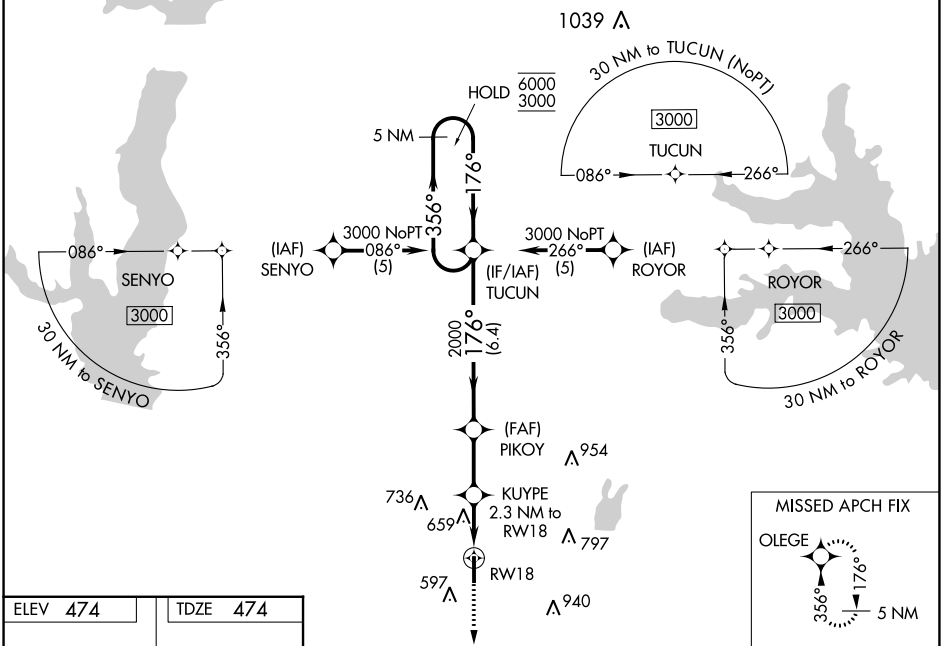 1039
30 NM to TUCUN (NoPT)
3000
TUCUN
086°
266°
HOLD 6000
3000
5 NM
356°
176°
086°
SENYO
3000
356°
30 NM to SENYO
(IAF)
SENYO
3000 NoPT
086°
(5)
(IF/IAF)
TUCUN
3000 NoPT
266°
(5)
(IAF)
ROYOR
266°
ROYOR
3000
356°
30 NM to ROYOR
2000
176°
(6.4)
(FAF)
PIKOY
954
KUYPE
2.3 NM to
RW18
736
659
797
RW18
597
940
MISSED APCH FIX
OLEGE
356°
176°
5 NM
ELEV 474
TDZE 474